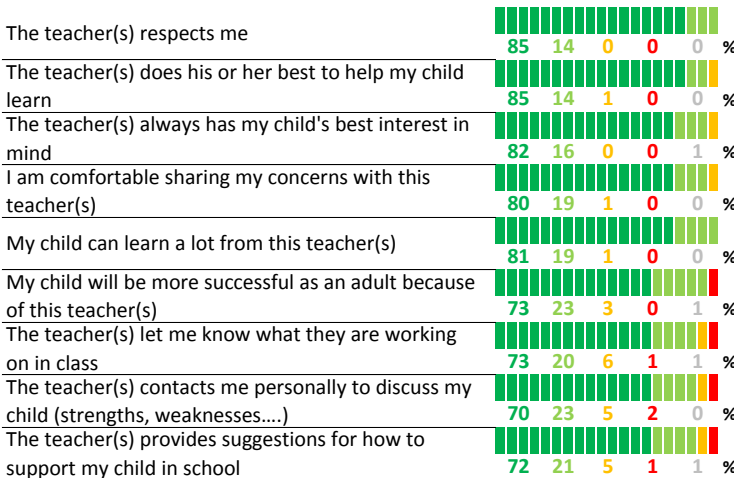 The teacher(s) respects me
85 14 0 0 0 %
The teacher(s) does his or her best to help my child
learn
85 14 1 0 0 %
The teacher(s) always has my child's best interest in
mind
82 16 0 0 1 %
I am comfortable sharing my concerns with this
teacher(s)
80 19 1 0 0 %
My child can learn a lot from this teacher(s)
81 19 1 0 0 %
My child will be more successful as an adult because
of this teacher(s)
73 23 3 0 1 %
The teacher(s) let me know what they are working
on in class
73 20 6 1 1 %
The teacher(s) contacts me personally to discuss my
child (strengths, weaknesses....)
70 23 5 2 0 %
The teacher(s) provides suggestions for how to
support my child in school
72 21 5 1 1 %